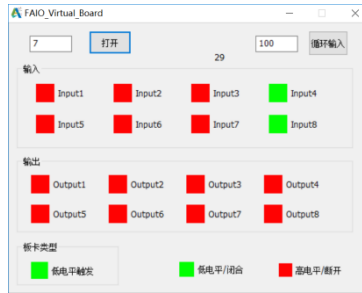 FAIO_Virtual_Board
7 打开 29 100 循环输入
输入
Input1 Input2 Input3 Input4
Input5 Input6 Input7 Input8
输出
Output1 Output2 Output3 Output4
Output5 Output6 Output7 Output8
板卡类型
低电平触发 低电平/闭合 高电平/断开